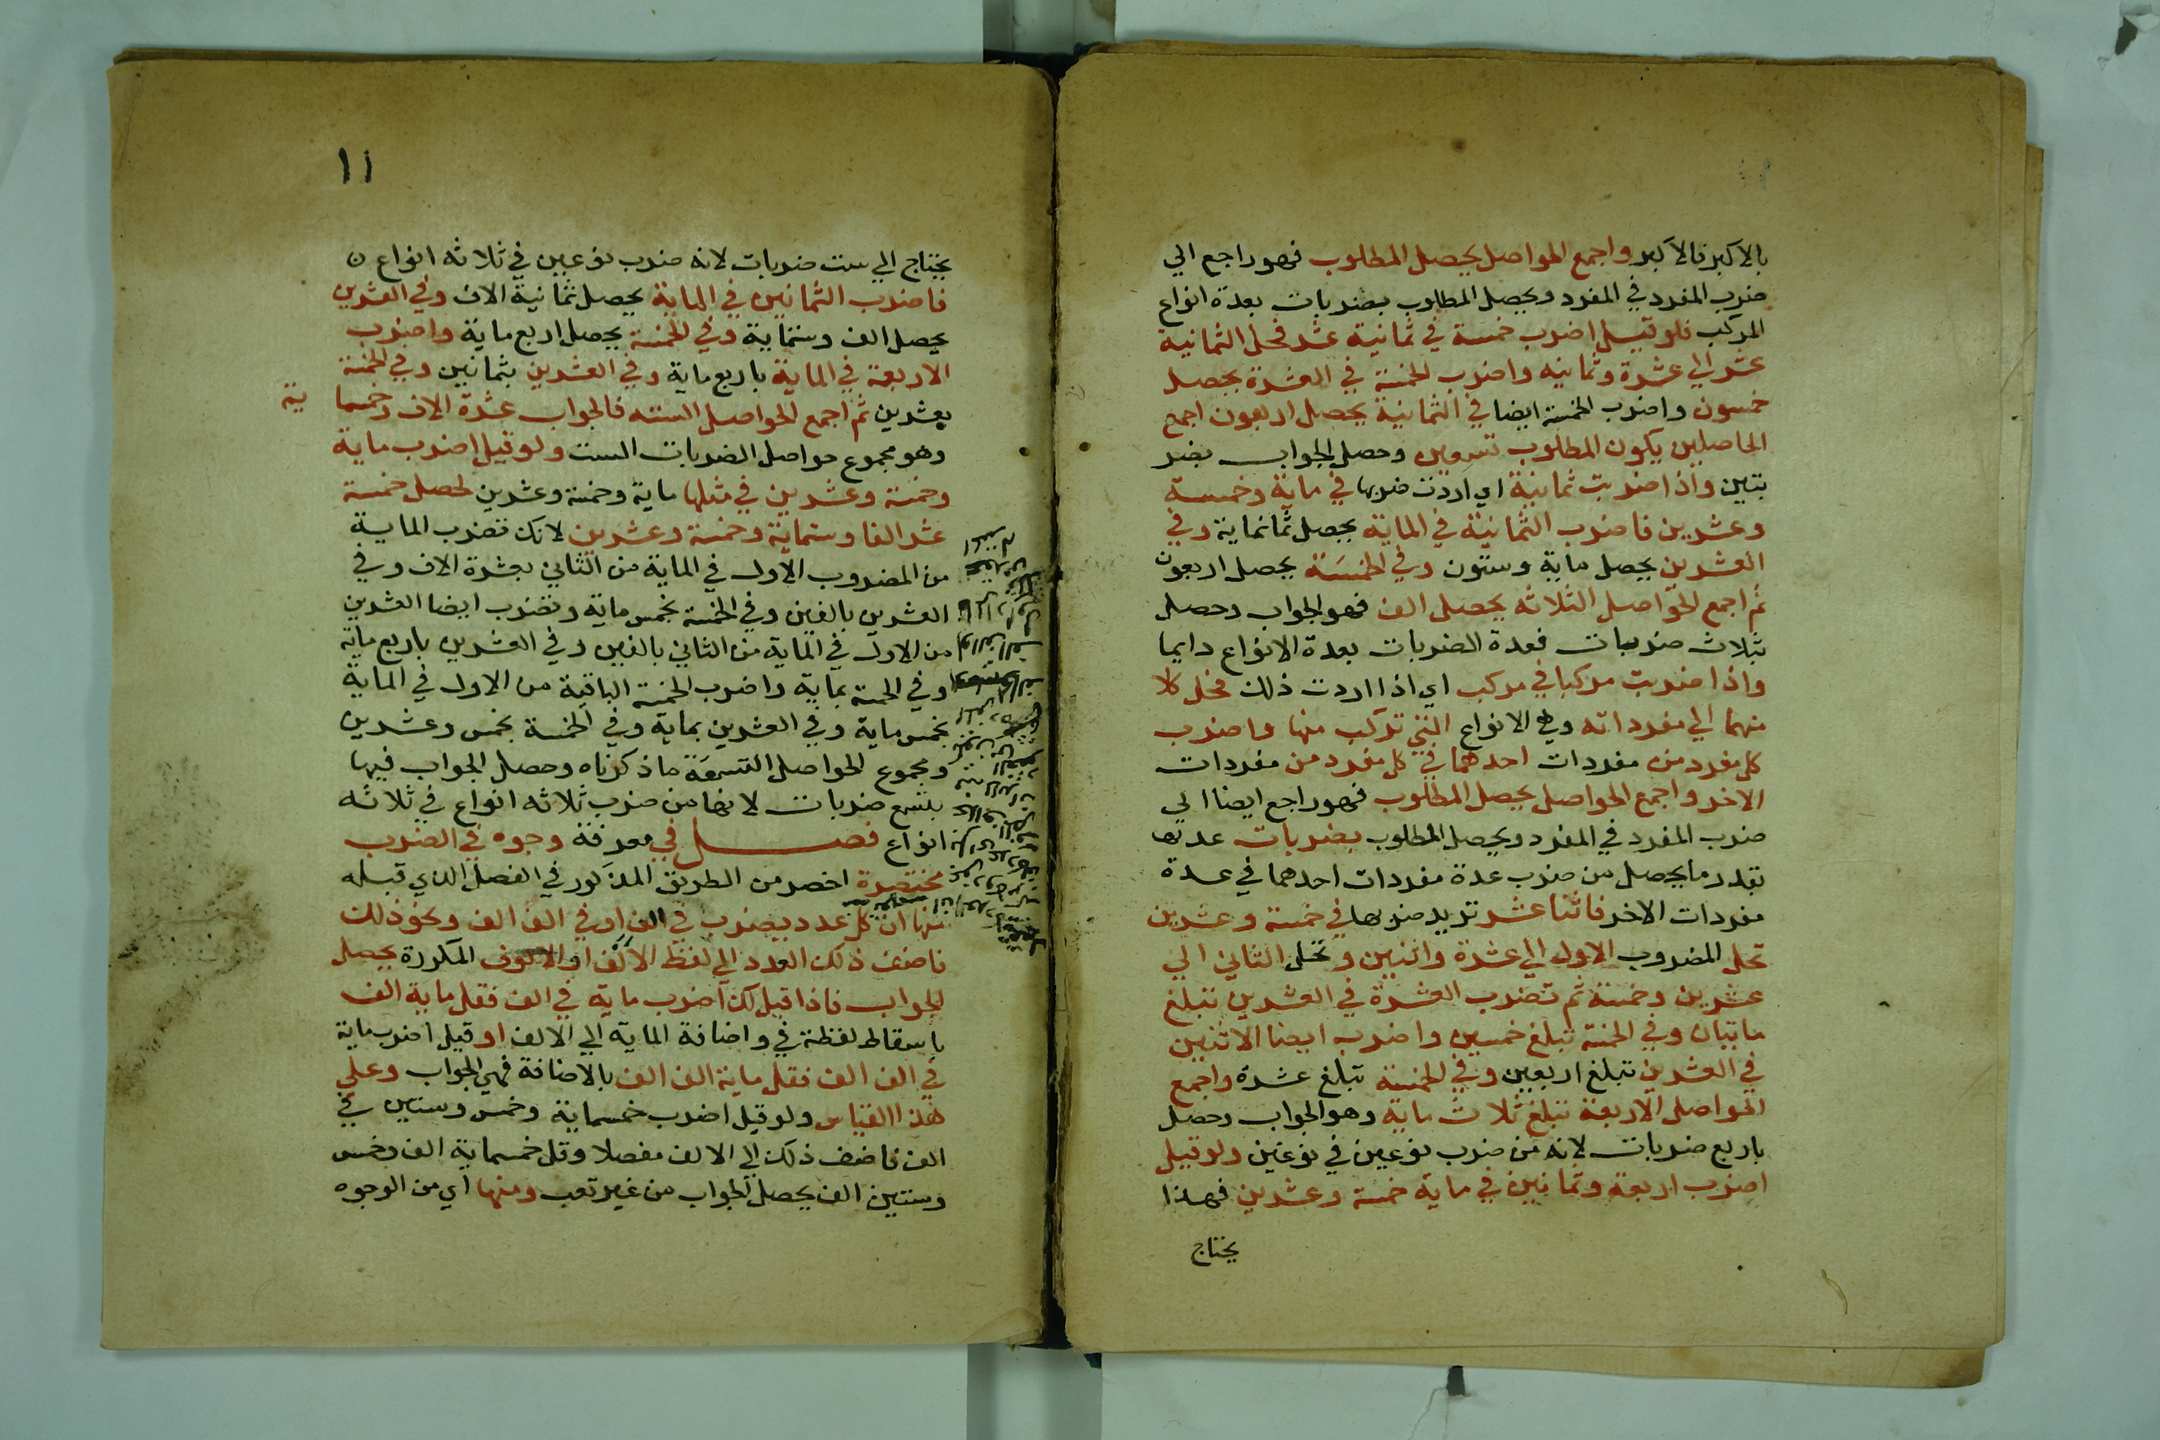 بالاكبر فالاكبر واجمع الحواصل يحصل المطلوب فهو راجع الي
ضرب المفرد في المفرد ويحصل المطلوب بضربات بعدة انواع
المركب فلو قيل اضرب خمسة في ثمانية عشر فحل الثمانية
عشر الي عشرة وثمانيه واضرب الخمسة في العشرة يحصل
خمسون واضرب الخمسة ايضا في الثمانية يحصل اربعون اجمع
الحاصلين يكون المطلوب تسعين وحصل الجواب بضر
بتين واذا ضربت ثمانية اي اردت ضربها في ماية وخمسة
وعشرين فاضرب الثمانية في الماية يحصل ثمانماية وفي
العشرين يحصل ماية وستون وفي الخمسة يحصل اربعون
ثم اجمع الحواصل الثلاثه يحصل الف فهو الجواب وحصل
بثلاث ضربات فعدة الضربات بعدة الانواع دايما
واذا ضربت مركبا في مركب اي اذا اردت ذلك فحل كلا
منهما الي مفرداته وهي الانواع التي تركب منها واضرب
كل مفرد من مفردات احدهما في كل مفرد من مفردات
الاخر واجمع الحواصل يحصل المطلوب فهو راجع ايضا الي
ضرب المفرد في المفرد ويحصل المطلوب بضربات عدتها
بقدر ما يحصل من ضرب عدة مفردات احدهما في عدة
مفردات الاخر فاثنا عشر تريد ضربها في خمسة وعشرين
تحل المضروب الاول الي عشرة واثنين وتحلل الثاني الي
عشرين وخمسة ثم تضرب العشرة في العشرين تبلغ
مايتان وفي الخمسة تبلغ خمسين واضرب ايضا الاثنين
في العشرين تبلغ اربعين وفي الخمسة تبلغ عشرة واجمع
الحواصل الاربعة تبلغ ثلاث ماية وهو الجواب وحصل
باربع ضربات لانه من ضرب نوعين في نوعين ولو قيل
اضرب اربعة وثمانين في ماية خمسة وعشرين فهذا
يحتاج
١١
يحتاج الي ست ضربات لانه ضرب نوعين في ثلاثه انواع ن
فاضرب الثمانين في الماية يحصل ثمانية الاف وفي العشرين
يحصل الف وستماية وفي الخمسة يحصل اربع ماية واضرب
الاربعة في الماية باربع ماية وفي العشرين بثمانين وفي الخمسة
بعشرين ثم اجمع الحواصل السته فالجواب عشرة الاف وخمسما ية
وهو مجموع حواصل الضربات الست ولو قيل اضرب ماية
وخمسة وعشرين في مثلها ماية وخمسة وعشرين لحصل خمسة
عشر الفا وستماية وخمسة وعشرين لانك تضرب الماية
من المضروب الاول في الماية من الثاني بعشرة الاف وفي
العشرين بالفين وفي الخمسة بخمس ماية وتضرب ايضا العشرين
من الاول في الماية من الثاني بالفين وفي العشرين باربع ماية
وفي الخمسة بماية واضرب الخمسة الباقية من الاول في الماية
بخمس ماية وفي العشرين بماية وفي الخمسة بخمس وعشرين
ومجموع الحواصل التسعة ما ذكرناه وحصل الجواب فيها
بتسع ضربات لانها من ضرب ثلاثه انواع في ثلاثه
انواع فصل في معرفة وجوه في الضرب
مختصرة اخصر من الطريق المذكور في الفصل الذي قبله
منها ان كل عدد يضرب في الف او في الف الف ونحو ذلك
فاضف ذلك العدد الي لفظ الالف او الالوف المكررة يحصل
الجواب فاذا قيل لك اضرب ماية في الف فقل ماية الف
باسقاط لفظة في واضافة الماية الي الالف او قيل اضرب ماية
في الف الف فقل ماية الف الف بالاضافة فهي الجواب وعلي
هذا القياس ولو قيل اضرب خمسماية وخمس وستين في
الف فاضف ذلك الي الالف مفصلا وقل خمسماية الف وخمس
وستين الف يحصل الجواب من غير تعب ومنها اي من الوجوه